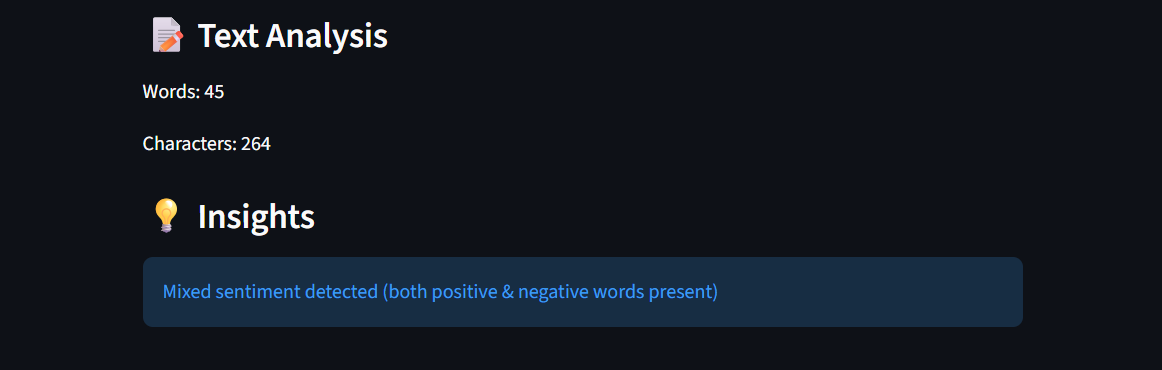 Text Analysis
Words: 45
Characters: 264
Insights
Mixed sentiment detected (both positive & negative words present)